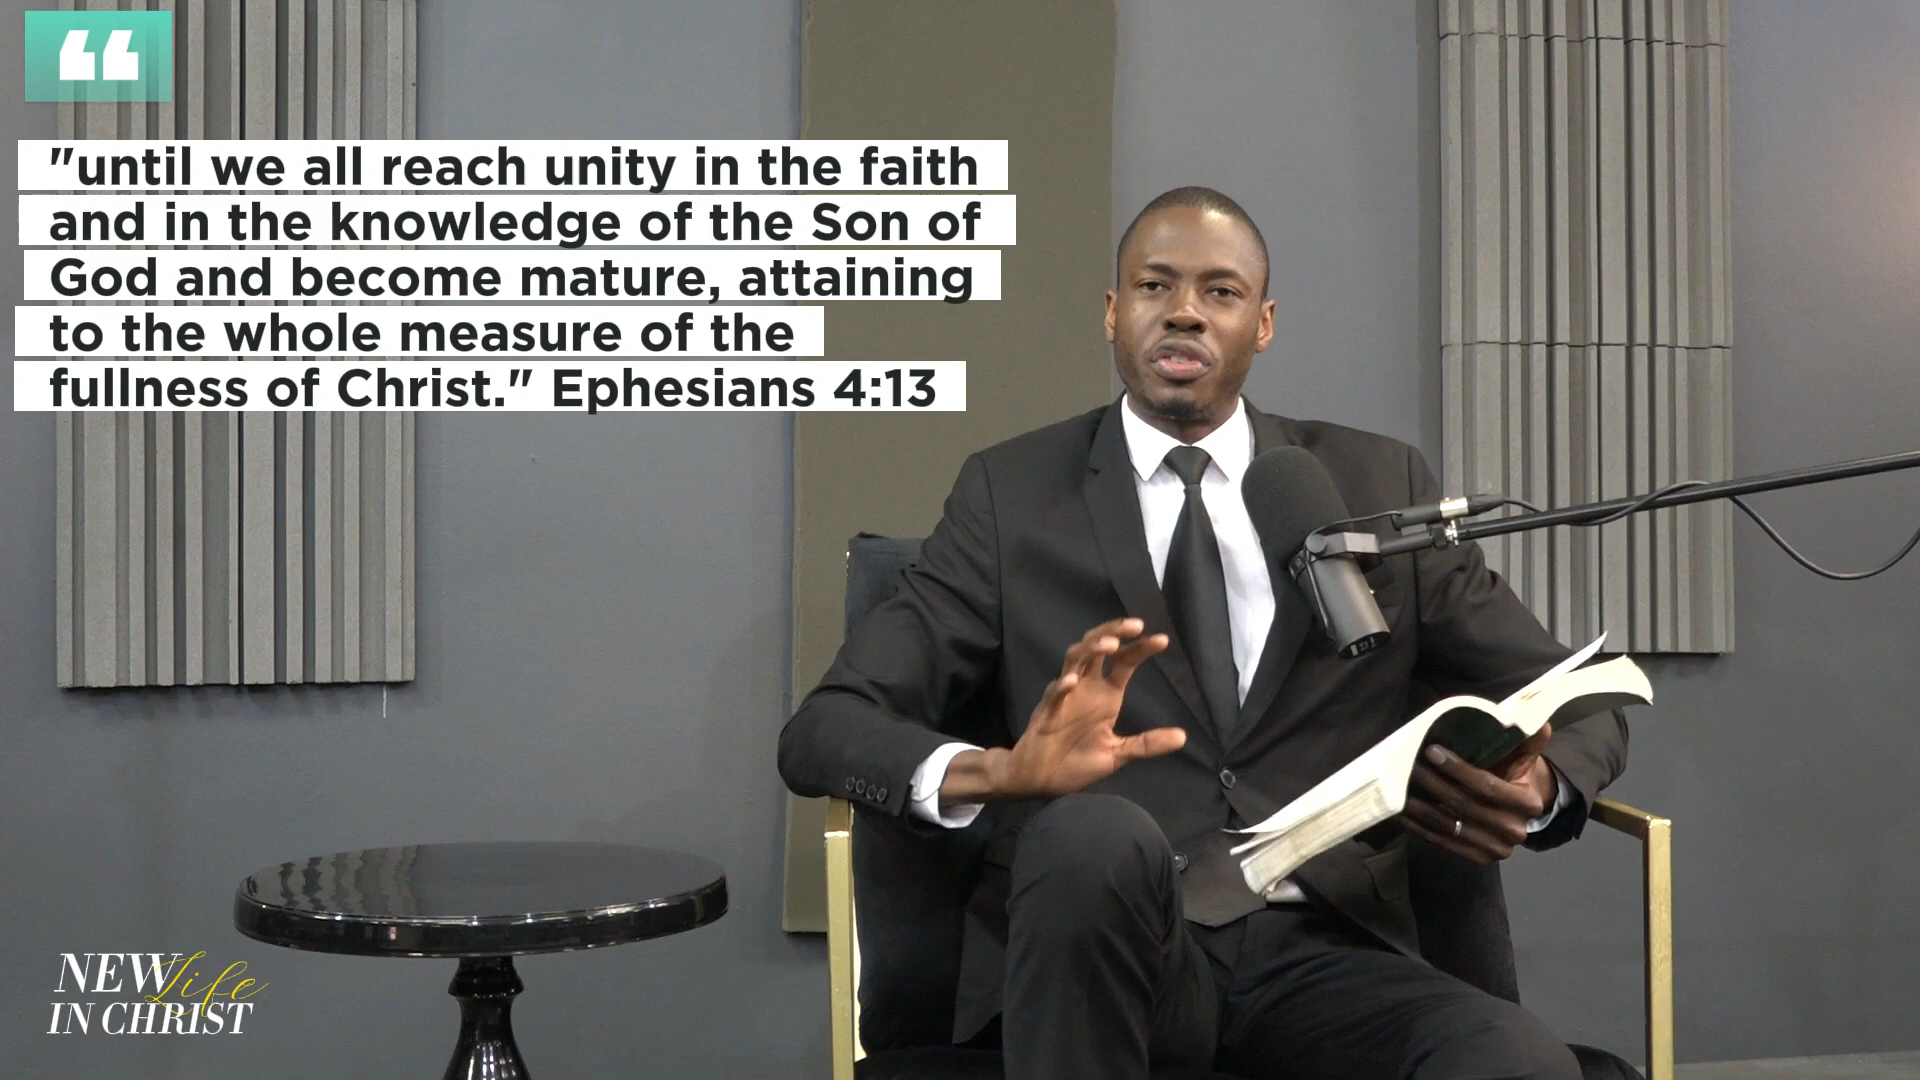 "until we all reach unity in the faith
and in the knowledge of the Son of
God and become mature, attaining
to the whole measure of the
fullness of Christ." Ephesians 4:13
NEW Life
IN CHRIST